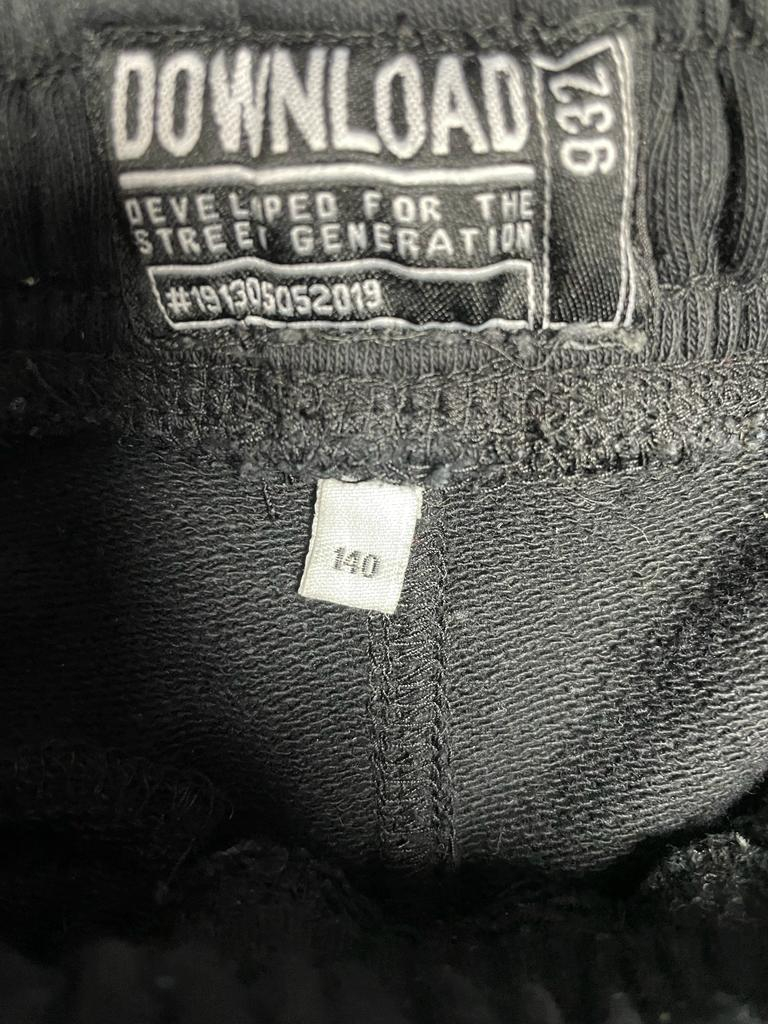 DOWNLOAD
932
DEVELOPED FOR THE
STREET GENERATION
#191305052019
140